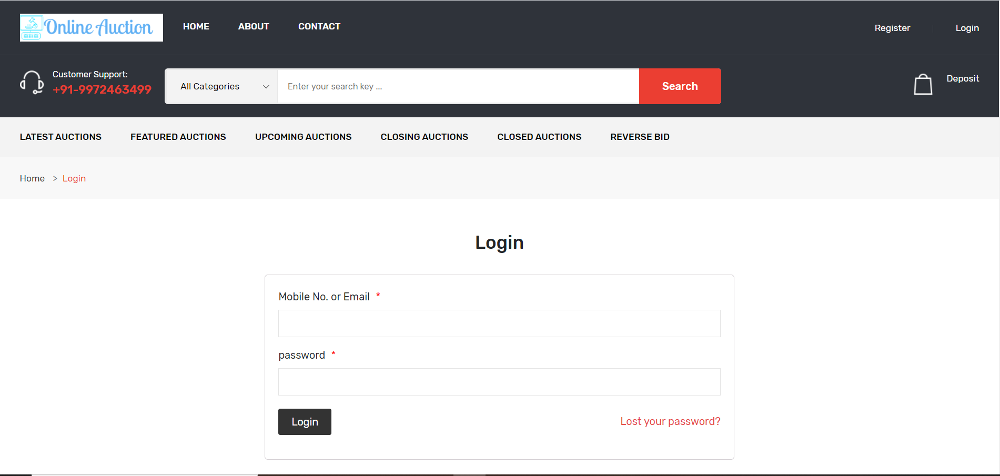 Online Auction
HOME ABOUT CONTACT
Register Login
Customer Support:
+91-9972463499
All Categories
Enter your search key ...
Search
Deposit
LATEST AUCTIONS FEATURED AUCTIONS UPCOMING AUCTIONS CLOSING AUCTIONS CLOSED AUCTIONS REVERSE BID
Home > Login
Login
Mobile No. or Email *
password *
Login
Lost your password?